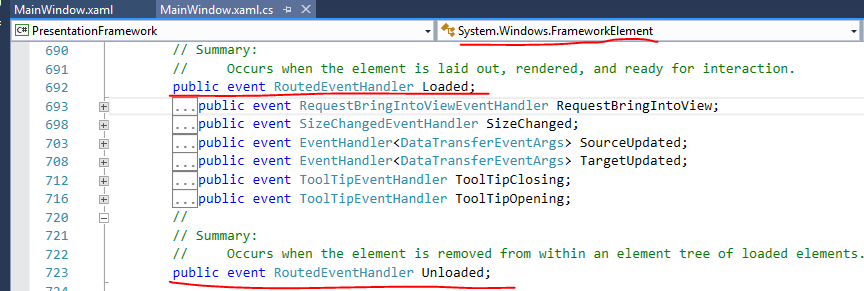 MainWindow.xaml MainWindow.xaml.cs
PresentationFramework System.Windows.FrameworkElement
690 // Summary:
691 // Occurs when the element is laid out, rendered, and ready for interaction.
692 public event RoutedEventHandler Loaded;
693 ...public event RequestBringIntoViewEventHandler RequestBringIntoView;
698 ...public event SizeChangedEventHandler SizeChanged;
703 ...public event EventHandler<DataTransferEventArgs> SourceUpdated;
708 ...public event EventHandler<DataTransferEventArgs> TargetUpdated;
712 ...public event ToolTipEventHandler ToolTipClosing;
716 ...public event ToolTipEventHandler ToolTipOpening;
720 //
721 // Summary:
722 // Occurs when the element is removed from within an element tree of loaded elements.
723 public event RoutedEventHandler Unloaded;